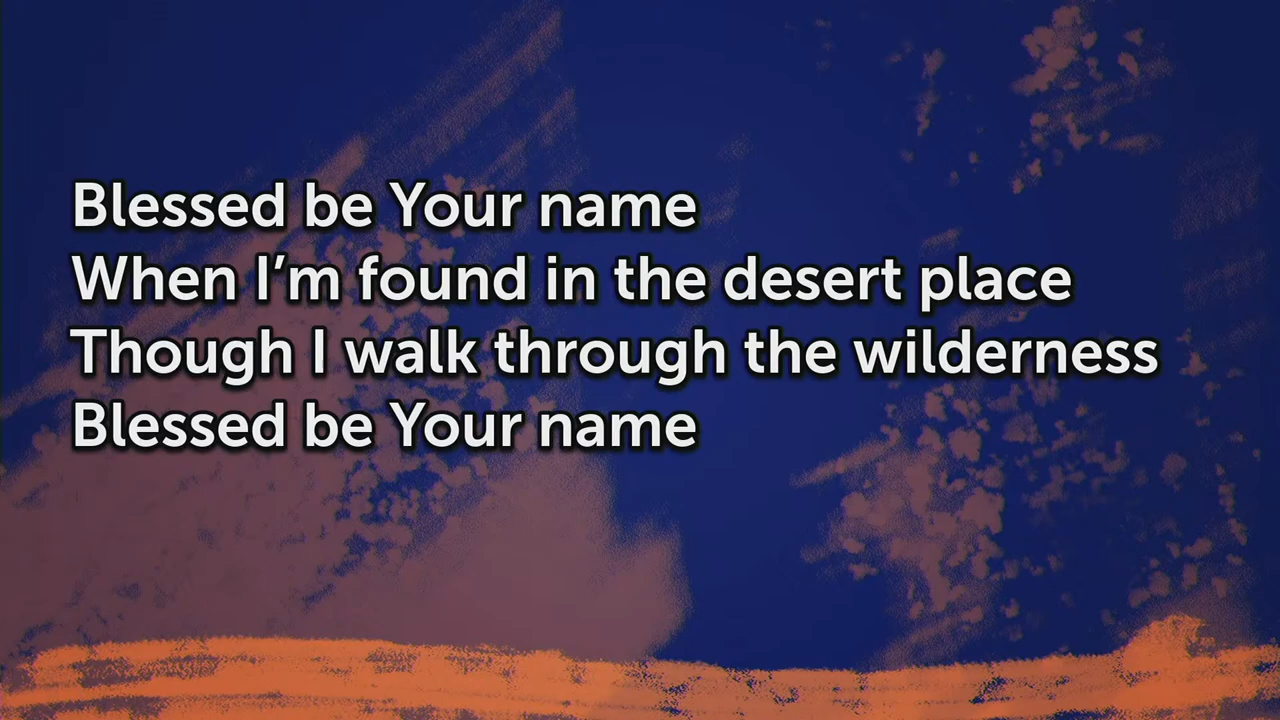 Blessed be Your name
When I’m found in the desert place
Though I walk through the wilderness
Blessed be Your name